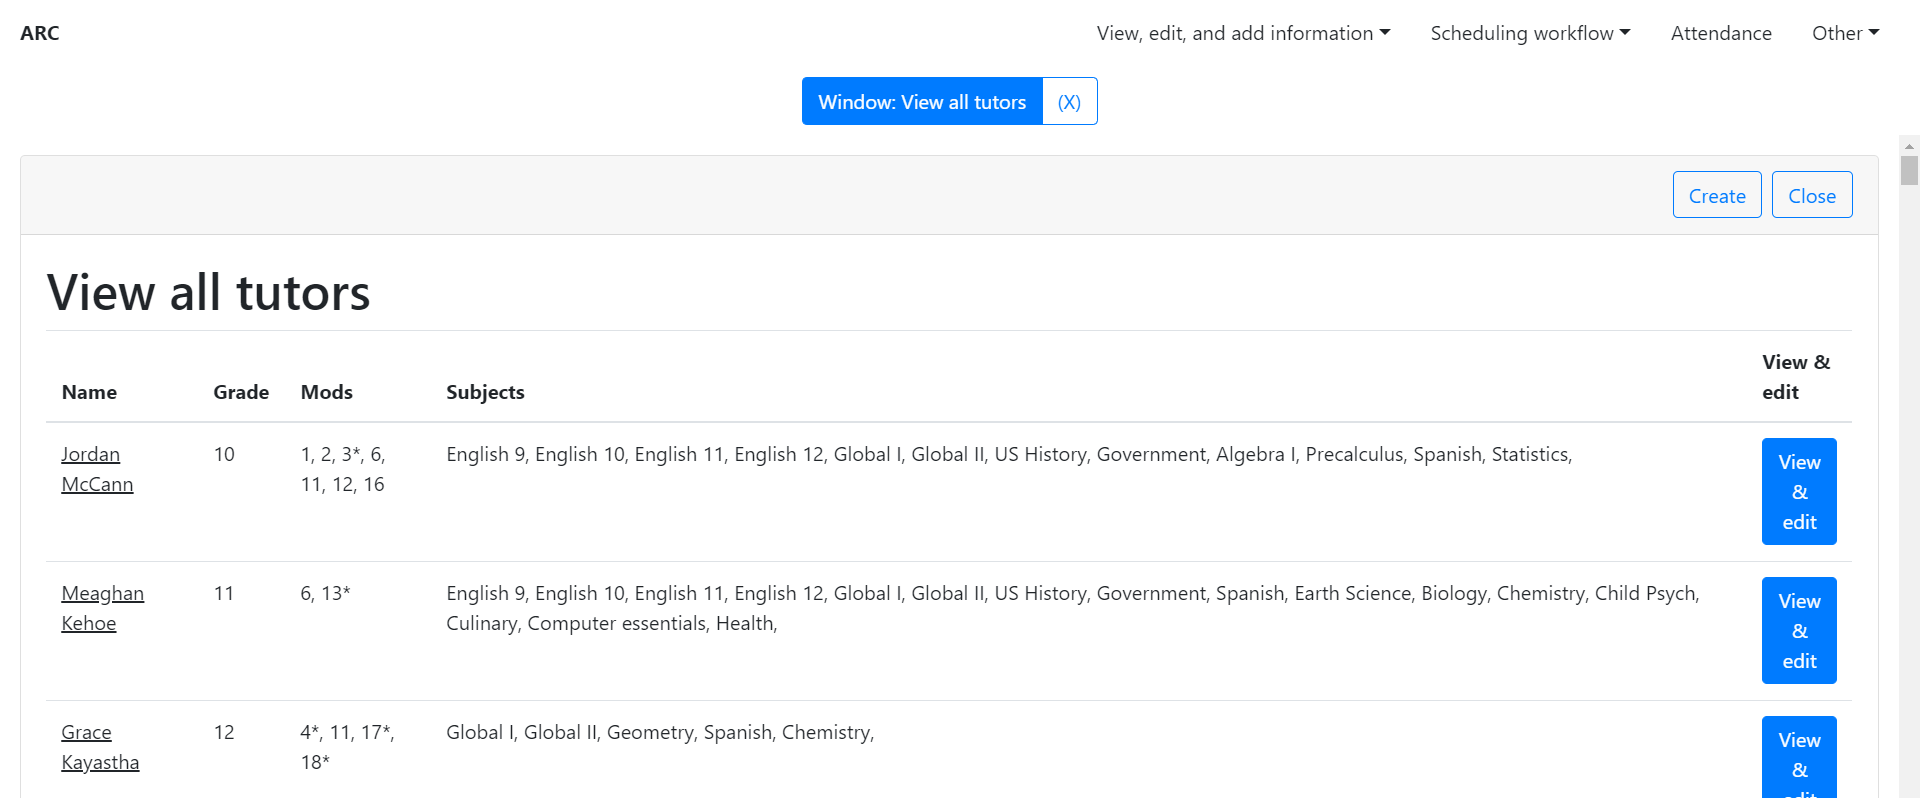 ARC View, edit, and add information Scheduling workflow Attendance Other
Window: View all tutors (X)
Create Close
View all tutors
View &
Name Grade Mods Subjects edit
Jordan 10 1, 2, 3*, 6, English 9, English 10, English 11, English 12, Global I, Global II, US History, Government, Algebra I, Precalculus, Spanish, Statistics, View
McCann 11, 12, 16 &
edit
Meaghan 11 6, 13* English 9, English 10, English 11, English 12, Global I, Global II, US History, Government, Spanish, Earth Science, Biology, Chemistry, Child Psych, View
Kehoe Culinary, Computer essentials, Health, &
edit
Grace 12 4*, 11, 17*, Global I, Global II, Geometry, Spanish, Chemistry, View
Kayastha 18* &
edit